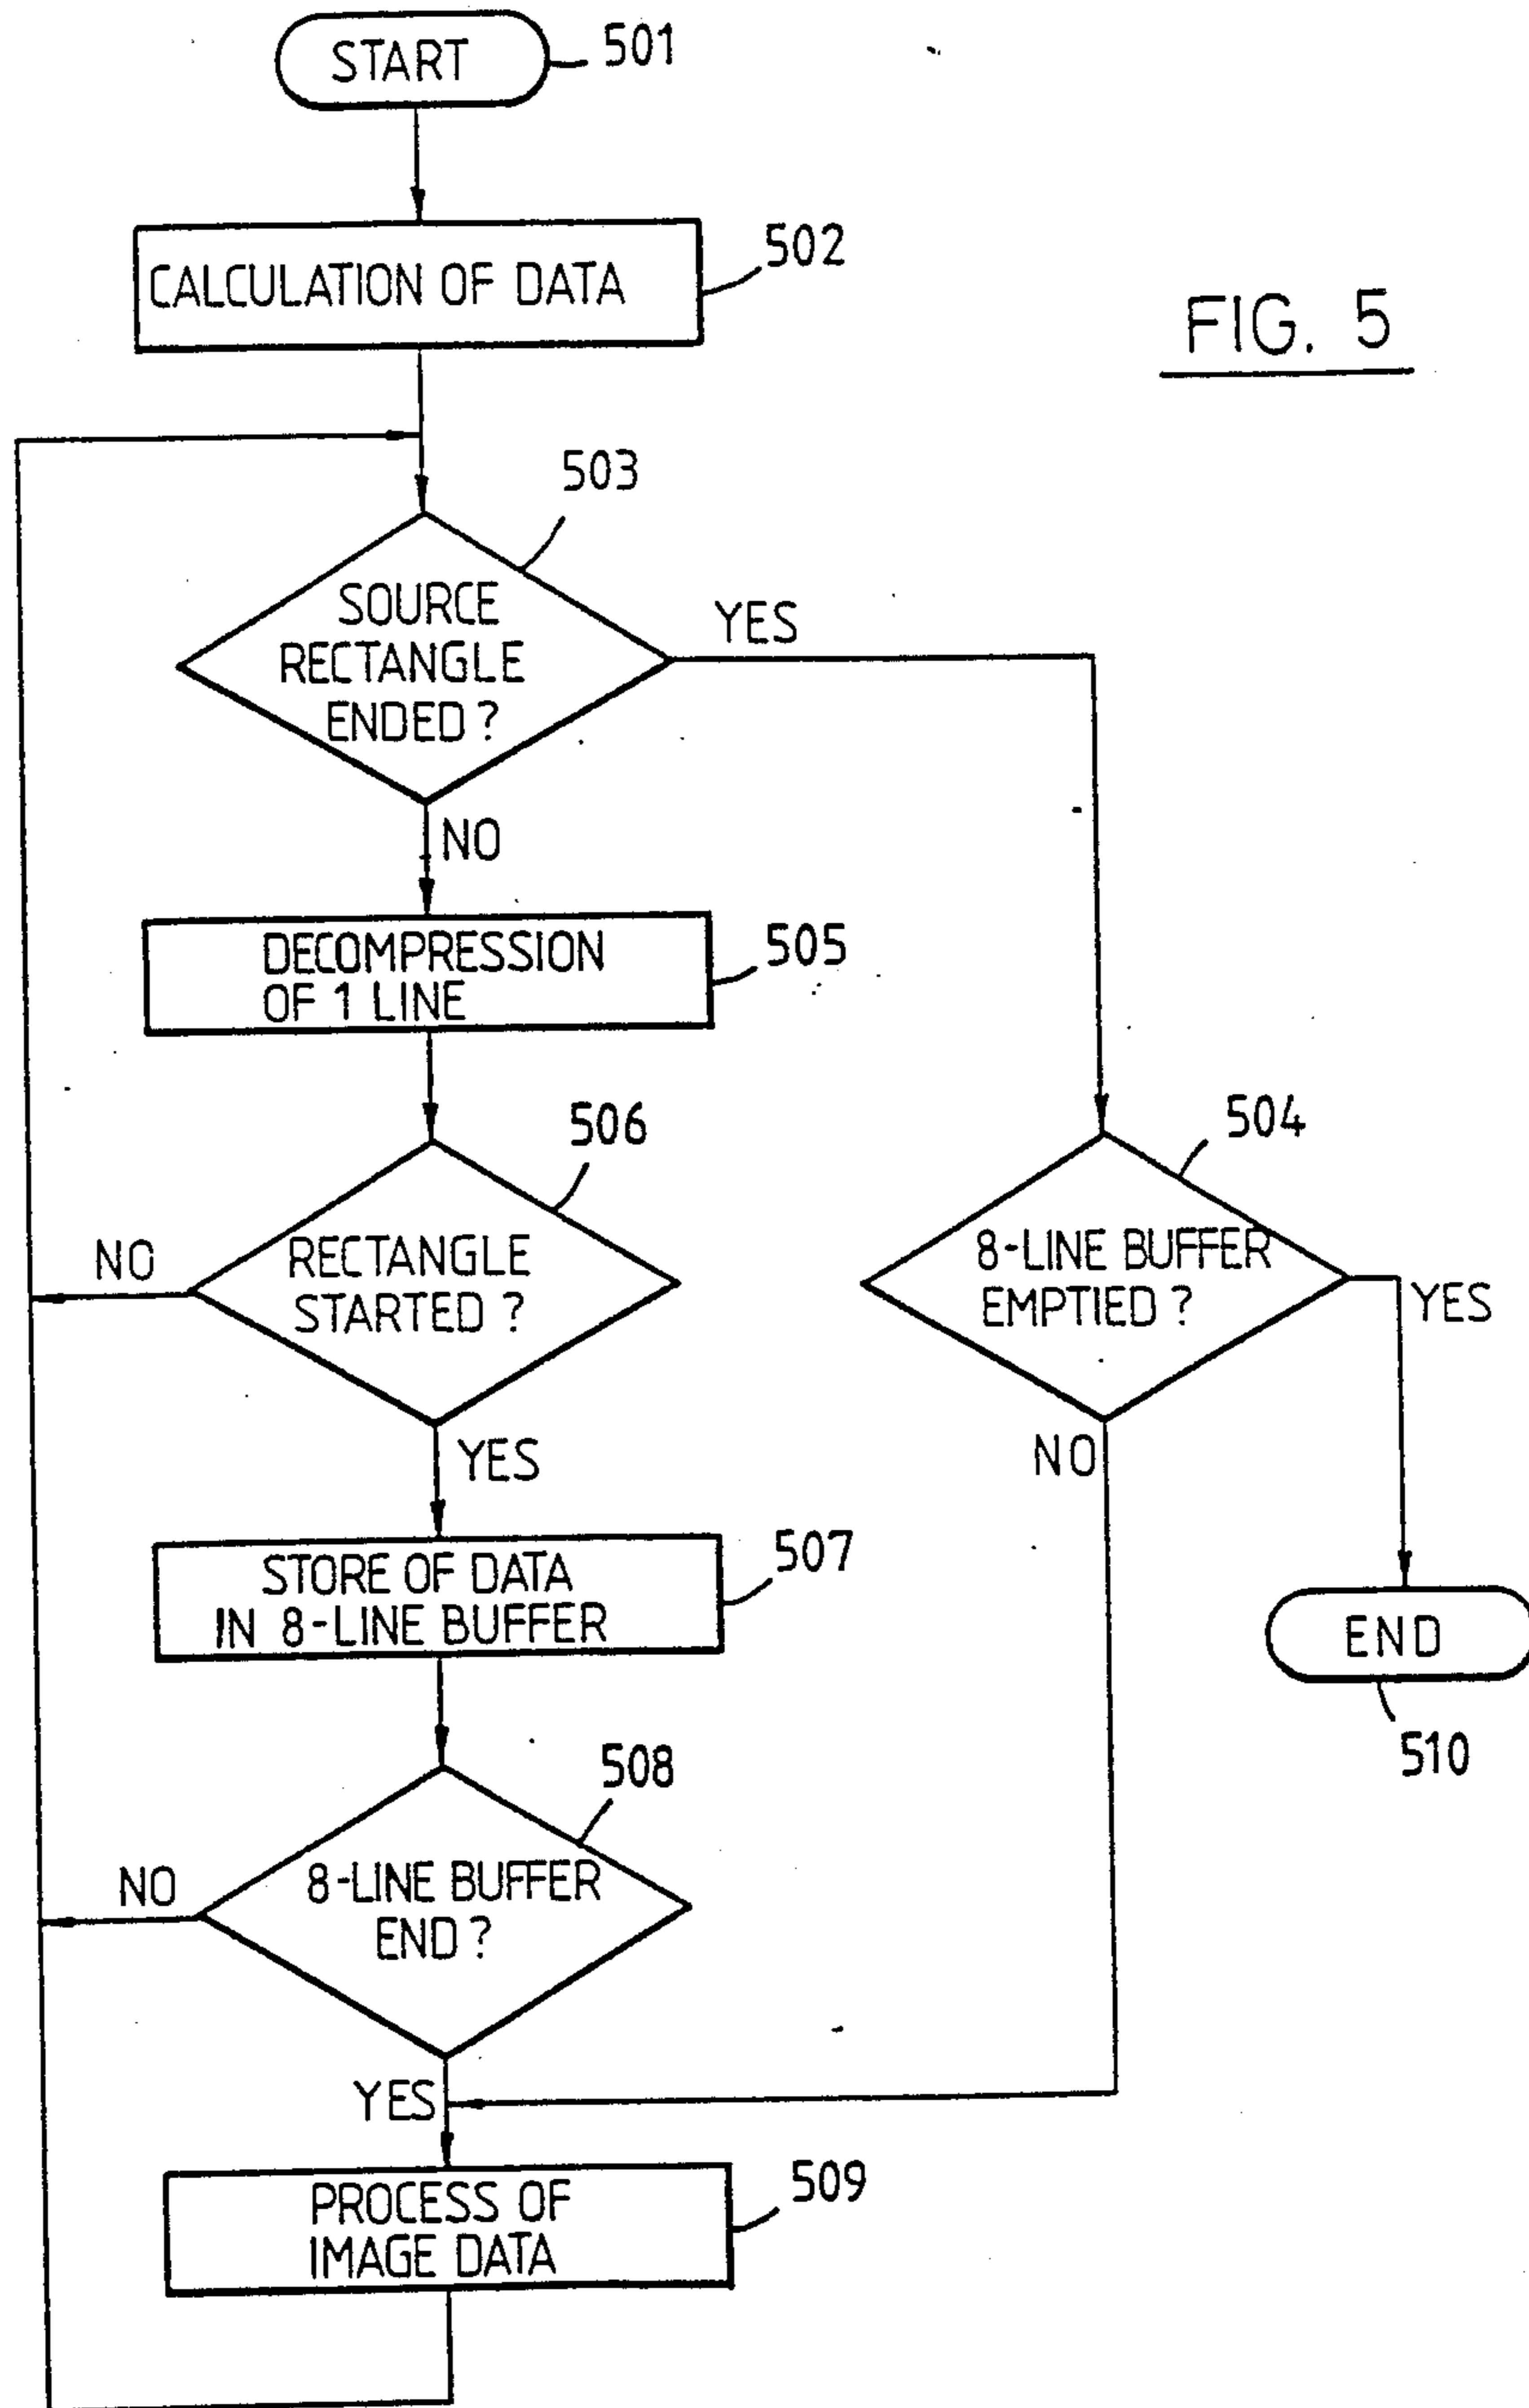 START
501
CALCULATION OF DATA
502
FIG. 5
503
SOURCE
RECTANGLE
ENDED ?
YES
NO
DECOMPRESSION
OF 1 LINE
505
506
RECTANGLE
STARTED ?
NO
YES
504
8-LINE BUFFER
EMPTIED ?
YES
NO
STORE OF DATA
IN 8-LINE BUFFER
507
END
510
508
8-LINE BUFFER
END ?
NO
YES
PROCESS OF
IMAGE DATA
509